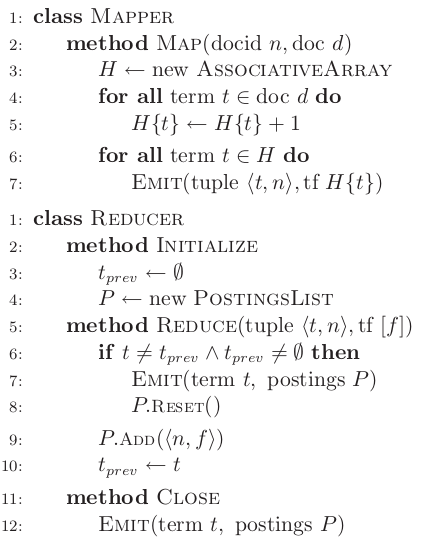 1: class Mapper
2: method Map(docid n, doc d)
3: H ← new AssociativeArray
4: for all term t ∈ doc d do
5: H{t} ← H{t} + 1
6: for all term t ∈ H do
7: Emit(tuple ⟨t, n⟩, tf H{t})
1: class Reducer
2: method Initialize
3: t_prev ← ∅
4: P ← new PostingsList
5: method Reduce(tuple ⟨t, n⟩, tf [f])
6: if t ≠ t_prev ∧ t_prev ≠ ∅ then
7: Emit(term t, postings P)
8: P.Reset()
9: P.Add(⟨n, f⟩)
10: t_prev ← t
11: method Close
12: Emit(term t, postings P)